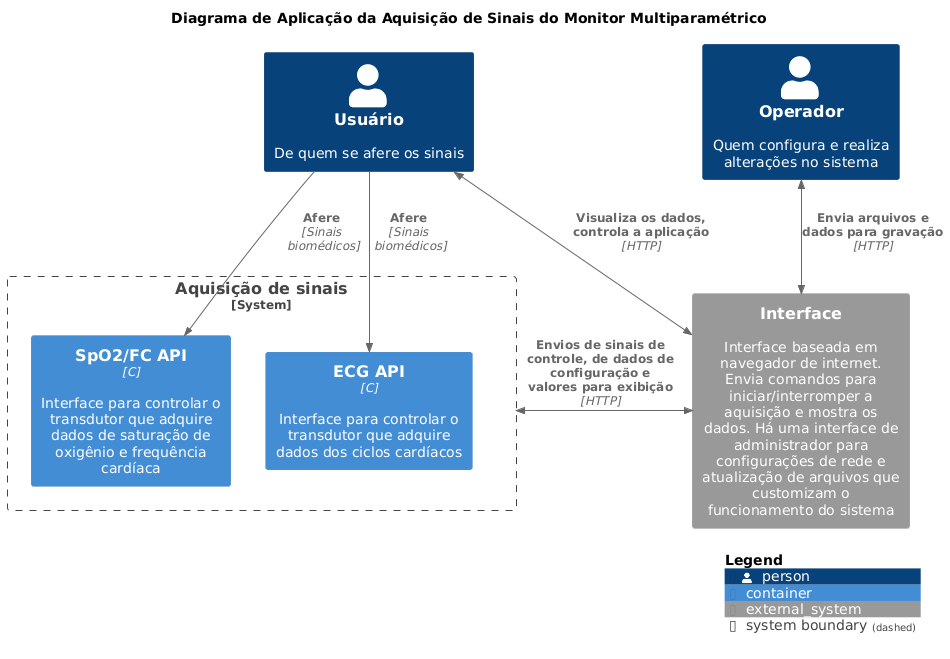 Diagrama de Aplicação da Aquisição de Sinais do Monitor Multiparamétrico
Usuário
De quem se afere os sinais
Operador
Quem configura e realiza
alterações no sistema
Afere
[Sinais
biomédicos]
Afere
[Sinais
biomédicos]
Visualiza os dados,
controla a aplicação
[HTTP]
Envia arquivos e
dados para gravação
[HTTP]
Aquisição de sinais
[System]
SpO2/FC API
[C]
Interface para controlar o
transdutor que adquire
dados de saturação de
oxigênio e frequência
cardíaca
ECG API
[C]
Interface para controlar o
transdutor que adquire
dados dos ciclos cardíacos
Envios de sinais de
controle, de dados de
configuração e
valores para exibição
[HTTP]
Interface
Interface baseada em
navegador de internet.
Envia comandos para
iniciar/interromper a
aquisição e mostra os
dados. Há uma interface de
administrador para
configurações de rede e
atualização de arquivos que
customizam o
funcionamento do sistema
Legend
person
container
external_system
system boundary (dashed)